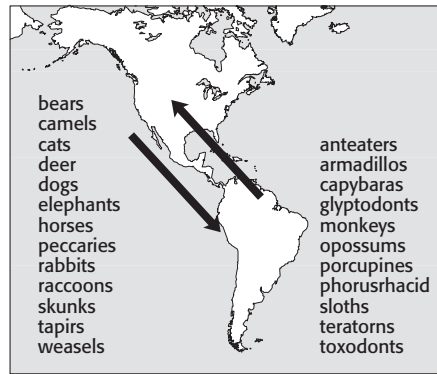 bears
camels
cats
deer
dogs
elephants
horses
peccaries
rabbits
raccoons
skunks
tapirs
weasels
anteaters
armadillos
capybaras
glyptodonts
monkeys
opossums
porcupines
phorusrhacid
sloths
teratorns
toxodonts